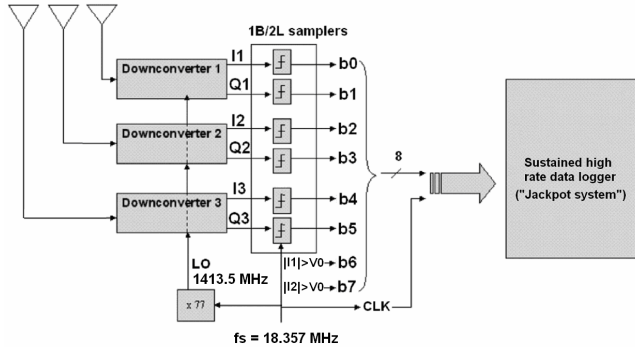 1B/2L samplers
Downconverter 1
I1
Q1
b0
b1
Downconverter 2
I2
Q2
b2
b3
Downconverter 3
I3
Q3
b4
b5
8
Sustained high
rate data logger
("Jackpot system")
|I1|>V0
b6
|I2|>V0
b7
LO
1413.5 MHz
x 77
CLK
fs = 18.357 MHz